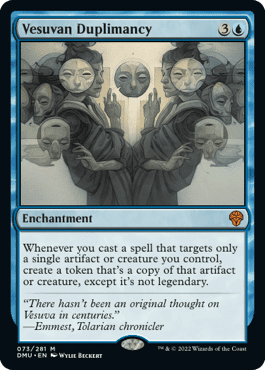 Vesuvan Duplimancy 3
Enchantment
Whenever you cast a spell that targets only
a single artifact or creature you control,
create a token that's a copy of that artifact
or creature, except it's not legendary.
"There hasn't been an original thought on
Vesuva in centuries."
—Emmest, Tolarian chronicler
073/281 M
DMU • EN WYLIE BECKERT
™ & © 2022 Wizards of the Coast